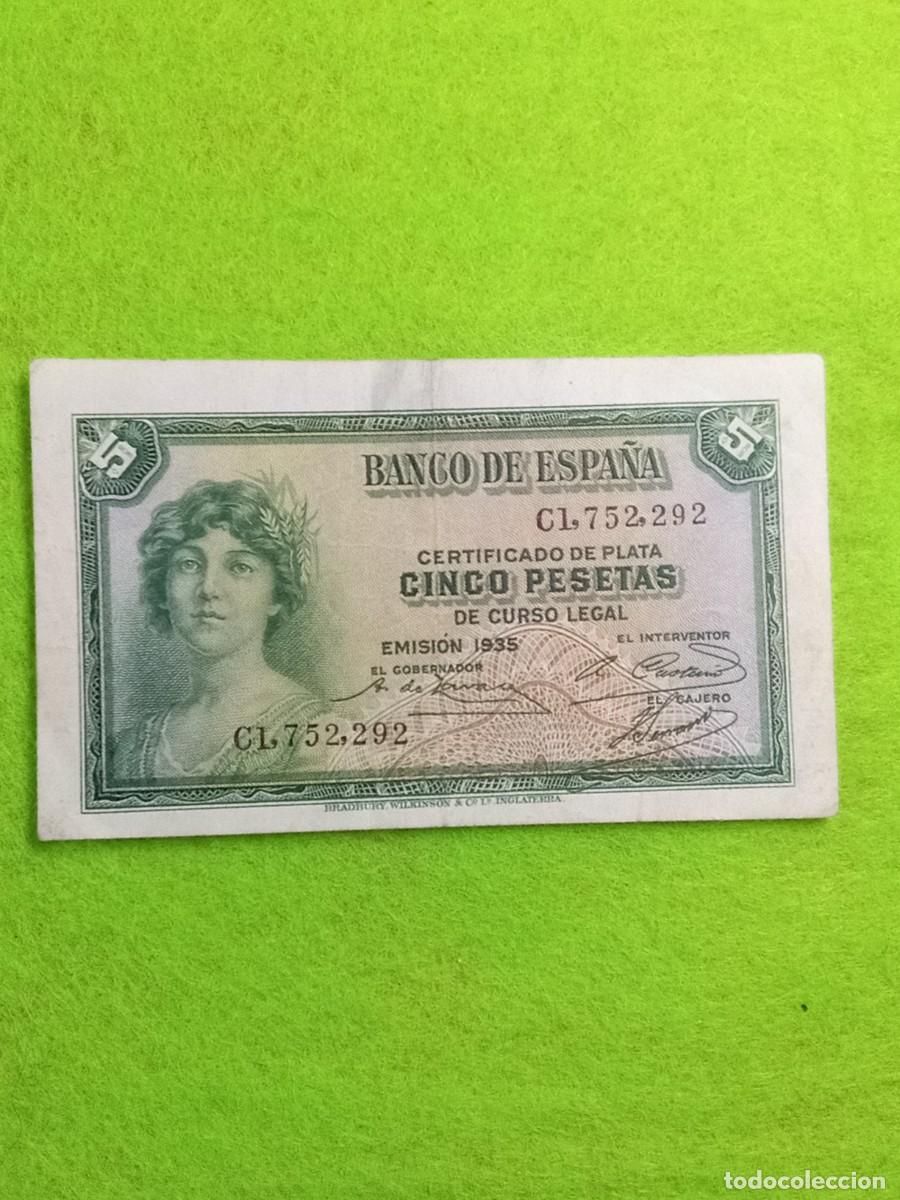 5
5
BANCO DE ESPAÑA
C1,752,292
CERTIFICADO DE PLATA
CINCO PESETAS
DE CURSO LEGAL
EMISIÓN 1935
EL INTERVENTOR
EL GOBERNADOR
EL CAJERO
C1,752,292
BRADBURY, WILKINSON & Cº Lᴰ. INGLATERRA.
todocoleccion